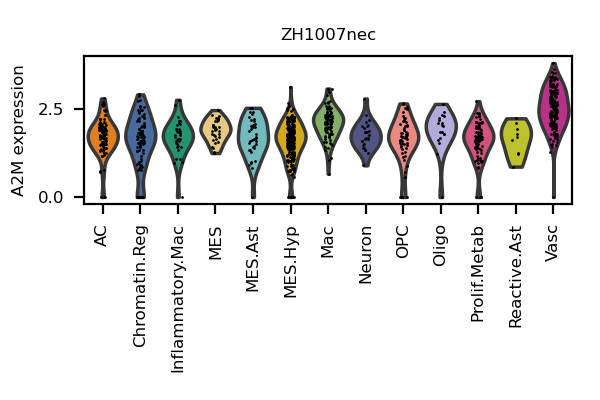 ZH1007nec
A2M expression
2.5
0.0
AC
Chromatin.Reg
Inflammatory.Mac
MES
MES.Ast
MES.Hyp
Mac
Neuron
OPC
Oligo
Prolif.Metab
Reactive.Ast
Vasc